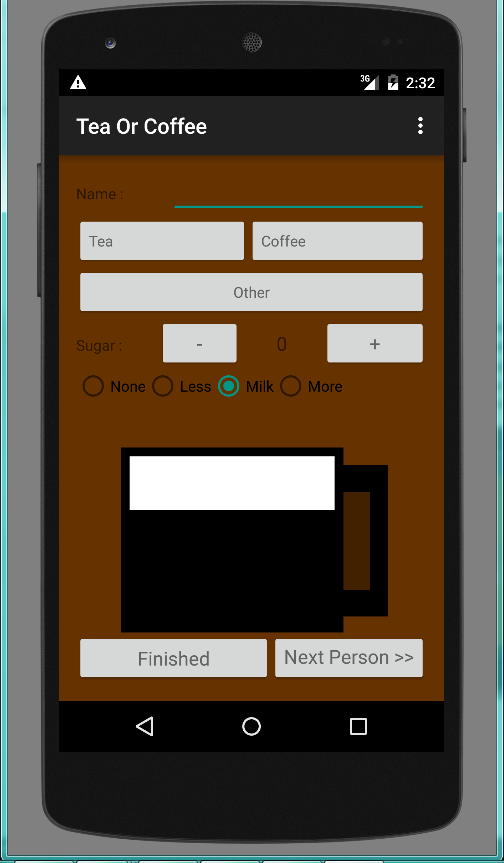 3G 2:32
Tea Or Coffee
Name :
Tea Coffee
Other
Sugar : - 0 +
None Less Milk More
Finished Next Person >>